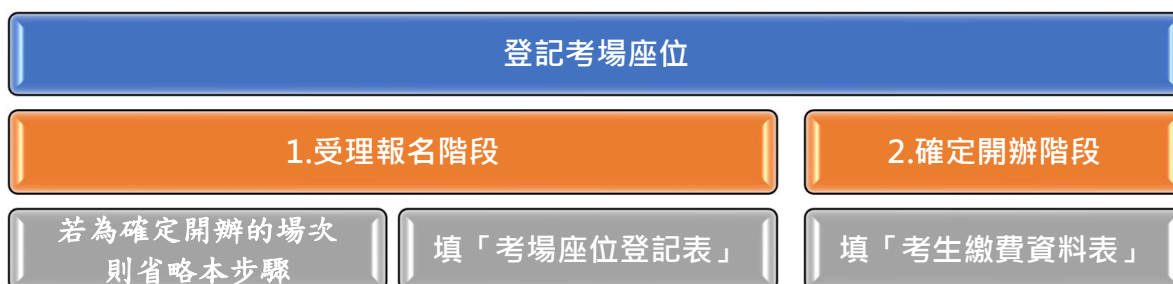 登記考場座位
1.受理報名階段
2.確定開辦階段
若為確定開辦的場次
則省略本步驟
填「考場座位登記表」
填「考生繳費資料表」